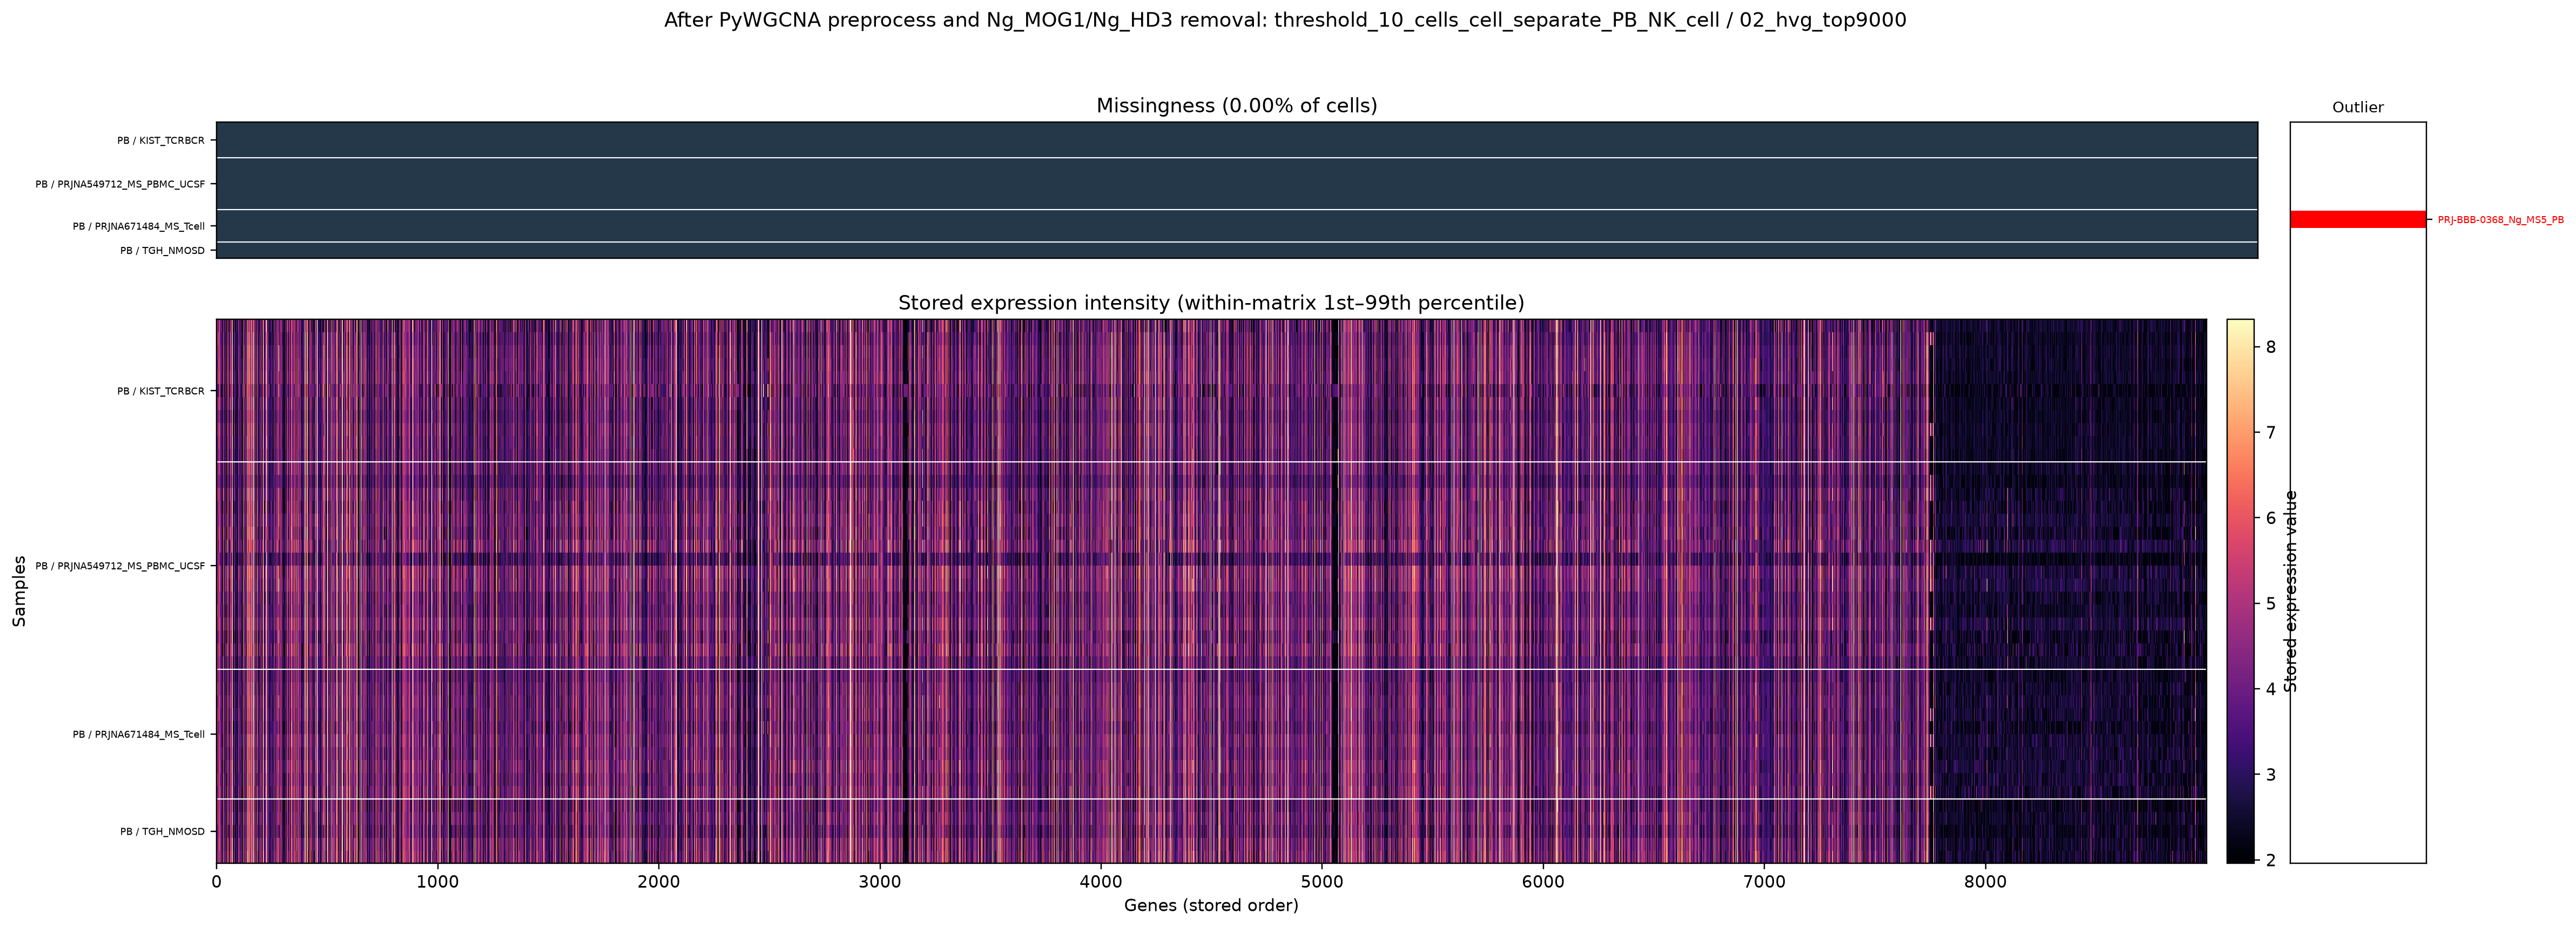 After PyWGCNA preprocess and Ng_MOG1/Ng_HD3 removal: threshold_10_cells_cell_separate_PB_NK_cell / 02_hvg_top9000
Missingness (0.00% of cells)
Outlier
PB / KIST_TCRBCR
PB / PRJNA549712_MS_PBMC_UCSF
PB / PRJNA671484_MS_Tcell
PB / TGH_NMOSD
PRJ-BBB-0368_Ng_MS5_PB
Stored expression intensity (within-matrix 1st–99th percentile)
Samples
PB / KIST_TCRBCR
PB / PRJNA549712_MS_PBMC_UCSF
PB / PRJNA671484_MS_Tcell
PB / TGH_NMOSD
8
7
6
5
4
3
2
Stored expression value
0 1000 2000 3000 4000 5000 6000 7000 8000
Genes (stored order)